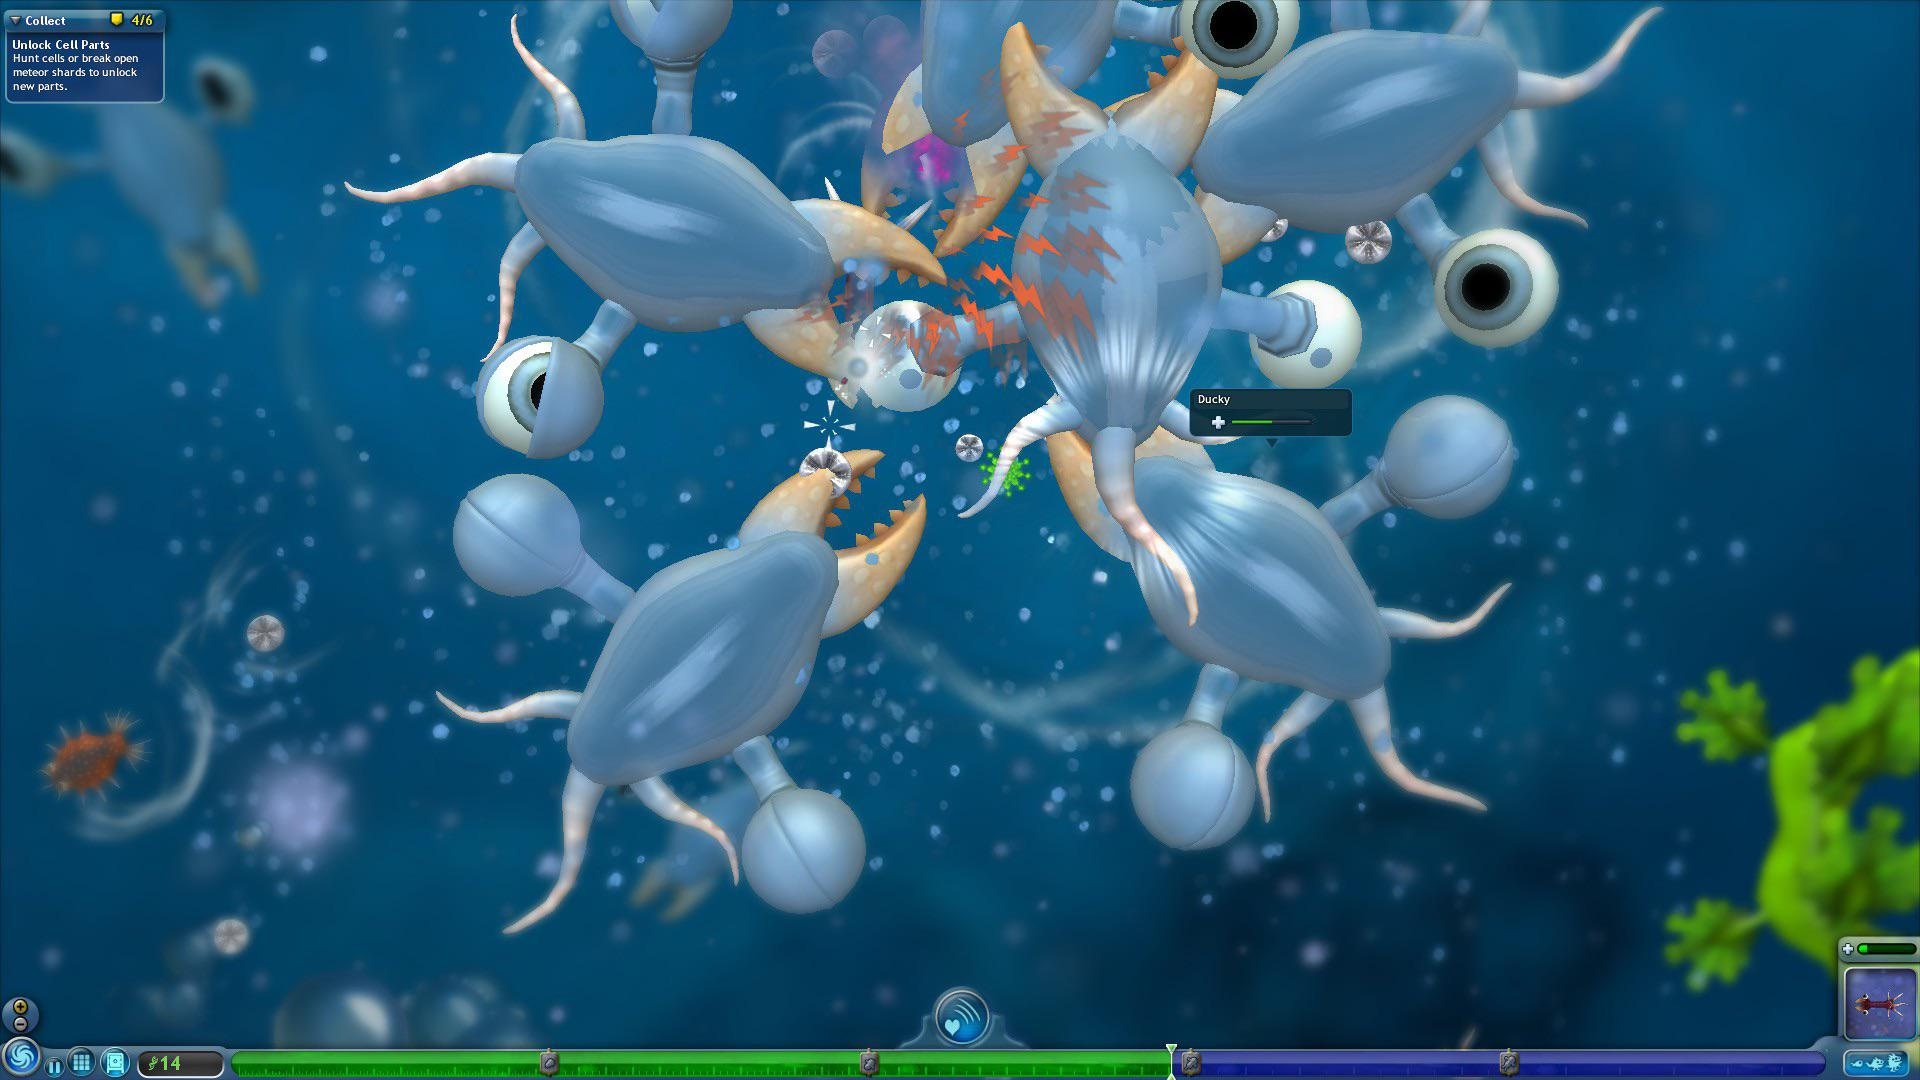 Collect 4/6
Unlock Cell Parts
Hunt cells or break open
meteor shards to unlock
new parts.
Ducky
14